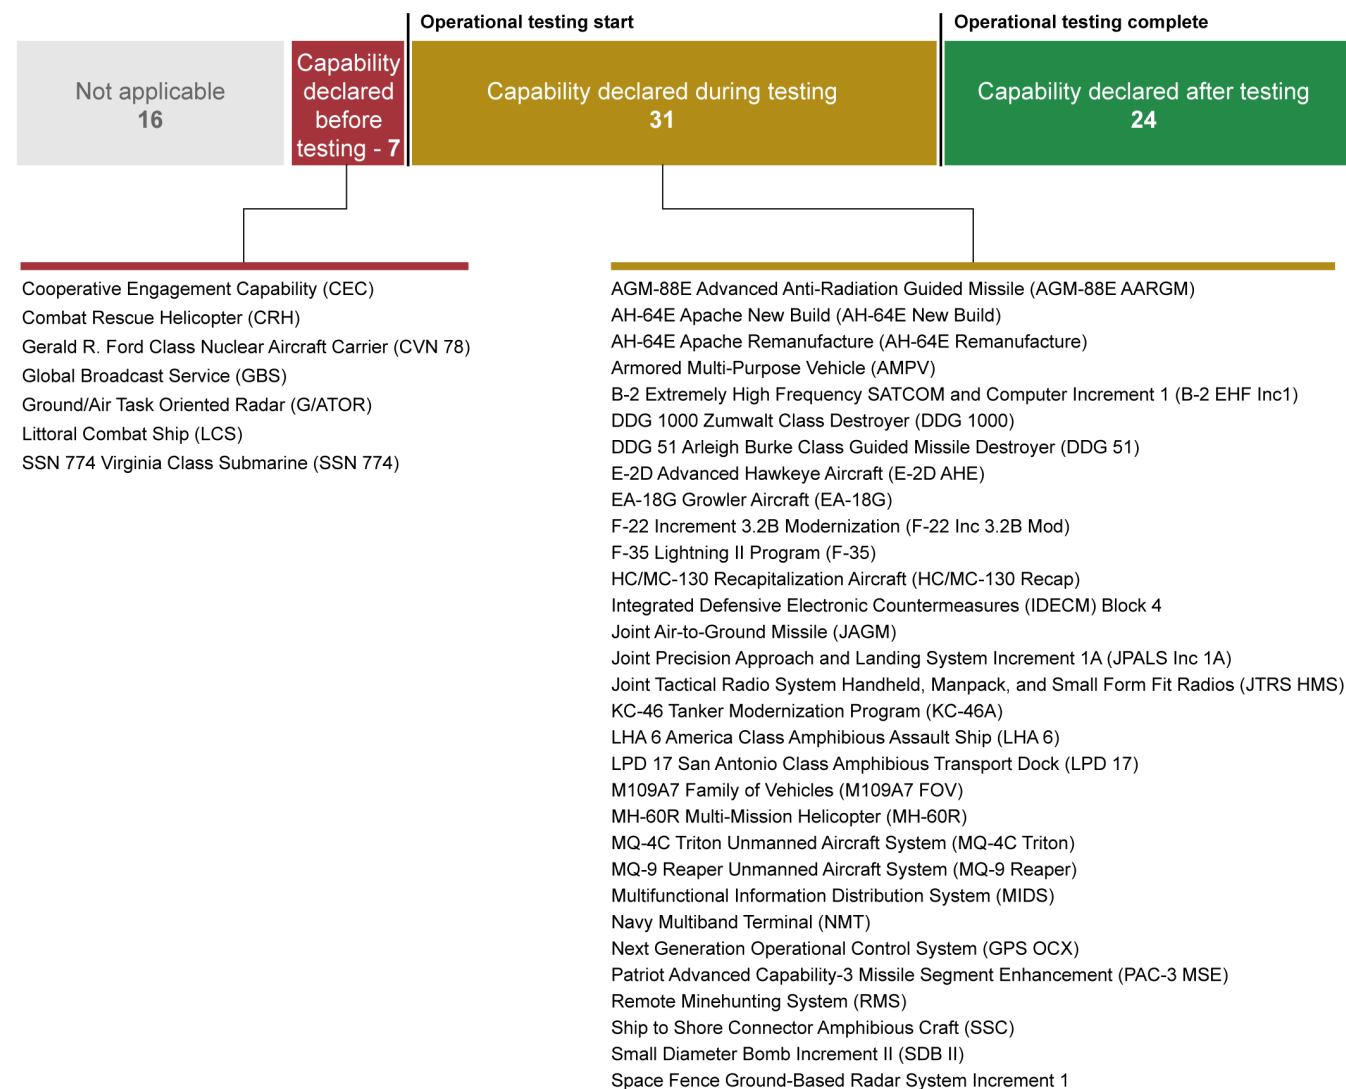 Operational testing start
Operational testing complete
Not applicable
16
Capability
declared
before
testing - 7
Capability declared during testing
31
Capability declared after testing
24
Cooperative Engagement Capability (CEC)
Combat Rescue Helicopter (CRH)
Gerald R. Ford Class Nuclear Aircraft Carrier (CVN 78)
Global Broadcast Service (GBS)
Ground/Air Task Oriented Radar (G/ATOR)
Littoral Combat Ship (LCS)
SSN 774 Virginia Class Submarine (SSN 774)
AGM-88E Advanced Anti-Radiation Guided Missile (AGM-88E AARGM)
AH-64E Apache New Build (AH-64E New Build)
AH-64E Apache Remanufacture (AH-64E Remanufacture)
Armored Multi-Purpose Vehicle (AMPV)
B-2 Extremely High Frequency SATCOM and Computer Increment 1 (B-2 EHF Inc1)
DDG 1000 Zumwalt Class Destroyer (DDG 1000)
DDG 51 Arleigh Burke Class Guided Missile Destroyer (DDG 51)
E-2D Advanced Hawkeye Aircraft (E-2D AHE)
EA-18G Growler Aircraft (EA-18G)
F-22 Increment 3.2B Modernization (F-22 Inc 3.2B Mod)
F-35 Lightning II Program (F-35)
HC/MC-130 Recapitalization Aircraft (HC/MC-130 Recap)
Integrated Defensive Electronic Countermeasures (IDECM) Block 4
Joint Air-to-Ground Missile (JAGM)
Joint Precision Approach and Landing System Increment 1A (JPALS Inc 1A)
Joint Tactical Radio System Handheld, Manpack, and Small Form Fit Radios (JTRS HMS)
KC-46 Tanker Modernization Program (KC-46A)
LHA 6 America Class Amphibious Assault Ship (LHA 6)
LPD 17 San Antonio Class Amphibious Transport Dock (LPD 17)
M109A7 Family of Vehicles (M109A7 FOV)
MH-60R Multi-Mission Helicopter (MH-60R)
MQ-4C Triton Unmanned Aircraft System (MQ-4C Triton)
MQ-9 Reaper Unmanned Aircraft System (MQ-9 Reaper)
Multifunctional Information Distribution System (MIDS)
Navy Multiband Terminal (NMT)
Next Generation Operational Control System (GPS OCX)
Patriot Advanced Capability-3 Missile Segment Enhancement (PAC-3 MSE)
Remote Minehunting System (RMS)
Ship to Shore Connector Amphibious Craft (SSC)
Small Diameter Bomb Increment II (SDB II)
Space Fence Ground-Based Radar System Increment 1